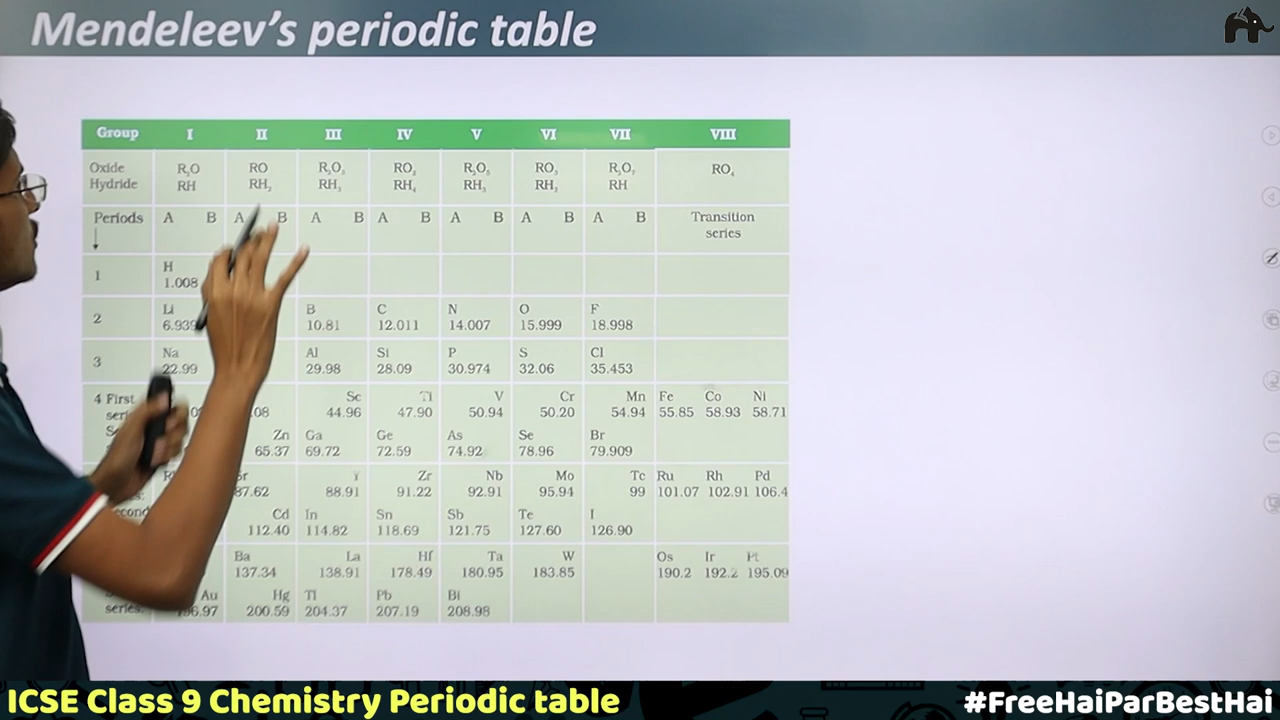 Mendeleev's periodic table
Group I II III IV V VI VII VIII
Oxide R₂O RO R₂O₃ RO₂ R₂O₅ RO₃ R₂O₇ RO₄
Hydride RH RH₂ RH₃ RH₄ RH₃ RH₂ RH
Periods A B A B A B A B A B A B A B Transition
↓ series
1 H
1.008
2 Li B C N O F
6.939 10.81 12.011 14.007 15.999 18.998
3 Na Al Si P S Cl
22.99 29.98 28.09 30.974 32.06 35.453
4 First Sc Ti V Cr Mn Fe Co Ni
44.96 47.90 50.94 50.20 54.94 55.85 58.93 58.71
Zn Ga Ge As Se Br
65.37 69.72 72.59 74.92 78.96 79.909
Y Zr Nb Mo Tc Ru Rh Pd
87.62 88.91 91.22 92.91 95.94 99 101.07 102.91 106.4
Cd In Sn Sb Te I
112.40 114.82 118.69 121.75 127.60 126.90
Ba La Hf Ta W Os Ir Pt
137.34 138.91 178.49 180.95 183.85 190.2 192.2 195.09
Au Hg Tl Pb Bi
series: 196.97 200.59 204.37 207.19 208.98
ICSE Class 9 Chemistry Periodic table
#FreeHaiParBestHai